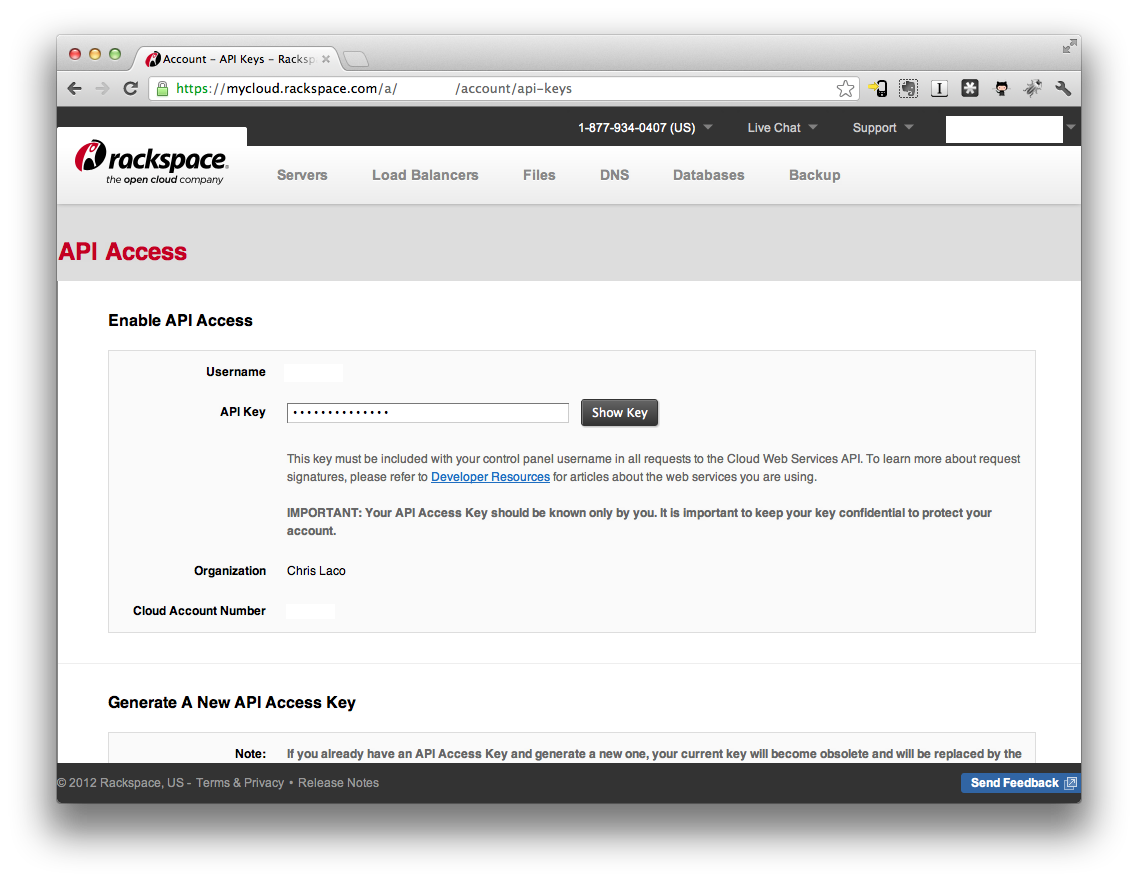 Account – API Keys – Racksp
https://mycloud.rackspace.com/a/ /account/api-keys
1-877-934-0407 (US) Live Chat Support
rackspace.
the open cloud company
Servers Load Balancers Files DNS Databases Backup
API Access
Enable API Access
Username
API Key •••••••••••••• Show Key
This key must be included with your control panel username in all requests to the Cloud Web Services API. To learn more about request
signatures, please refer to Developer Resources for articles about the web services you are using.
IMPORTANT: Your API Access Key should be known only by you. It is important to keep your key confidential to protect your
account.
Organization Chris Laco
Cloud Account Number
Generate A New API Access Key
Note: If you already have an API Access Key and generate a new one, your current key will become obsolete and will be replaced by the
© 2012 Rackspace, US - Terms & Privacy • Release Notes
Send Feedback